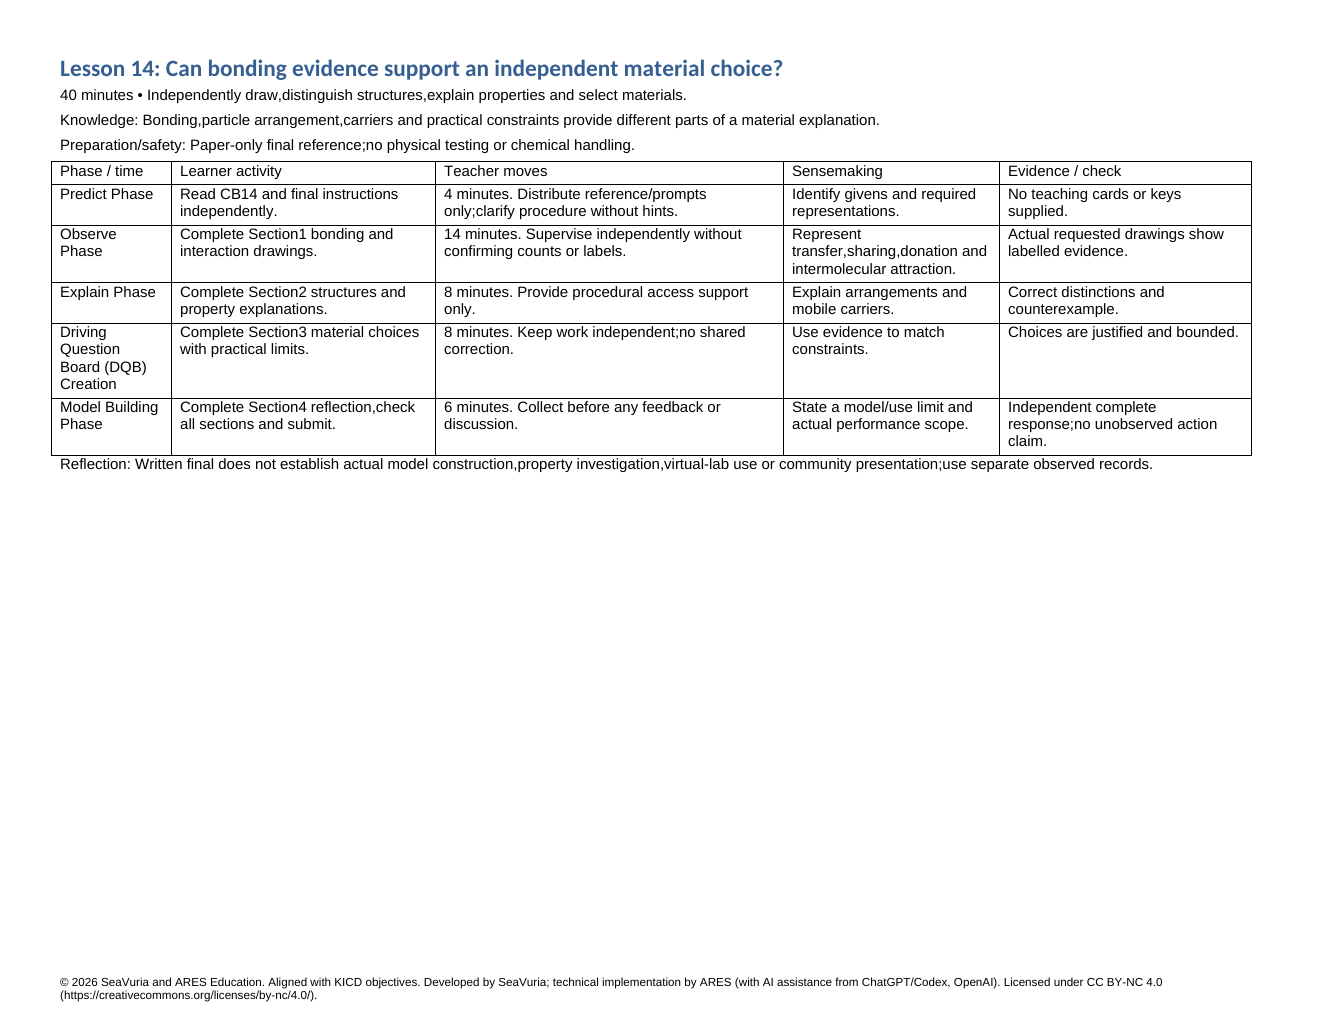 Lesson 14: Can bonding evidence support an independent material choice?
40 minutes • Independently draw,distinguish structures,explain properties and select materials.
Knowledge: Bonding,particle arrangement,carriers and practical constraints provide different parts of a material explanation.
Preparation/safety: Paper-only final reference;no physical testing or chemical handling.
Phase / time
Learner activity
Teacher moves
Sensemaking
Evidence / check
Predict Phase
Read CB14 and final instructions
independently.
4 minutes. Distribute reference/prompts
only;clarify procedure without hints.
Identify givens and required
representations.
No teaching cards or keys
supplied.
Observe
Phase
Complete Section1 bonding and
interaction drawings.
14 minutes. Supervise independently without
confirming counts or labels.
Represent
transfer,sharing,donation and
intermolecular attraction.
Actual requested drawings show
labelled evidence.
Explain Phase
Complete Section2 structures and
property explanations.
8 minutes. Provide procedural access support
only.
Explain arrangements and
mobile carriers.
Correct distinctions and
counterexample.
Driving
Question
Board (DQB)
Creation
Complete Section3 material choices
with practical limits.
8 minutes. Keep work independent;no shared
correction.
Use evidence to match
constraints.
Choices are justified and bounded.
Model Building
Phase
Complete Section4 reflection,check
all sections and submit.
6 minutes. Collect before any feedback or
discussion.
State a model/use limit and
actual performance scope.
Independent complete
response;no unobserved action
claim.
Reflection: Written final does not establish actual model construction,property investigation,virtual-lab use or community presentation;use separate observed records.
© 2026 SeaVuria and ARES Education. Aligned with KICD objectives. Developed by SeaVuria; technical implementation by ARES (with AI assistance from ChatGPT/Codex, OpenAI). Licensed under CC BY-NC 4.0
(https://creativecommons.org/licenses/by-nc/4.0/).